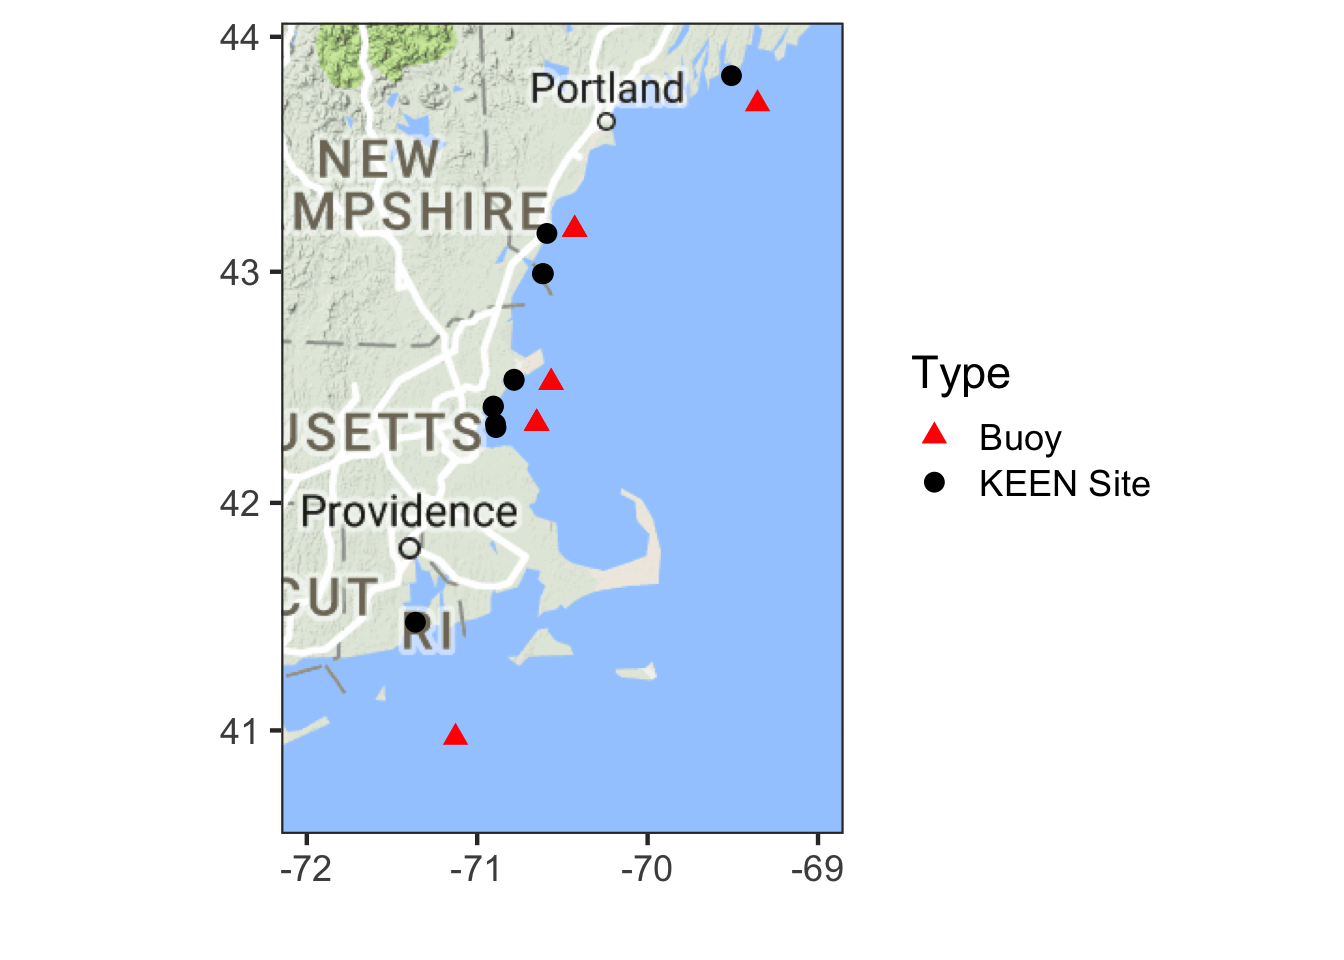 44
Portland
NEW
MPSHIRE
43
USETTS
42
Providence
CUT
RI
41
-72
-71
-70
-69
Type
Buoy
KEEN Site